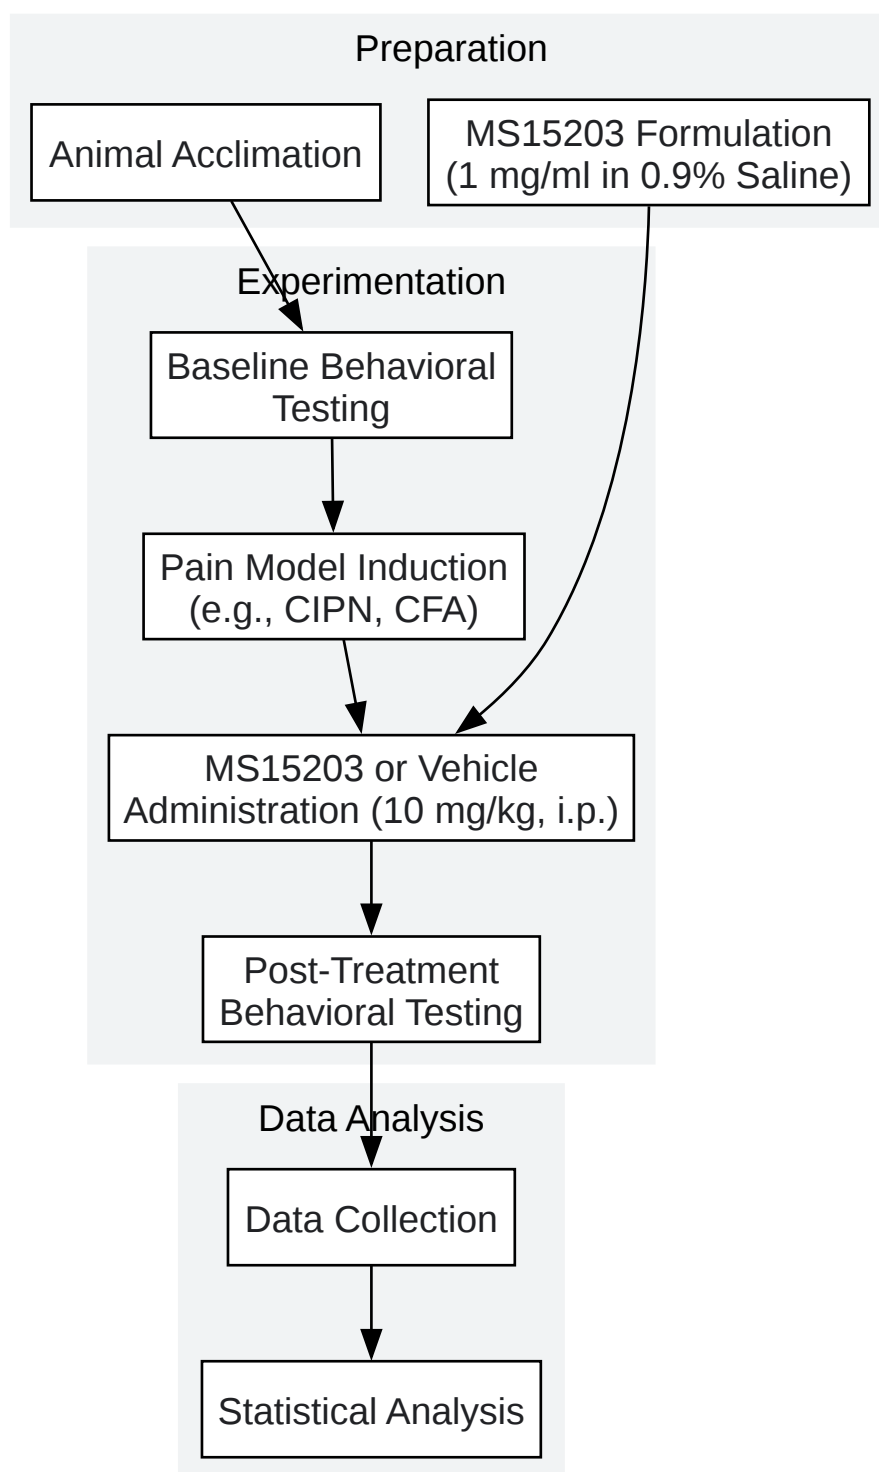 Preparation
Animal Acclimation
MS15203 Formulation
(1 mg/ml in 0.9% Saline)
Experimentation
Baseline Behavioral
Testing
Pain Model Induction
(e.g., CIPN, CFA)
MS15203 or Vehicle
Administration (10 mg/kg, i.p.)
Post-Treatment
Behavioral Testing
Data Analysis
Data Collection
Statistical Analysis